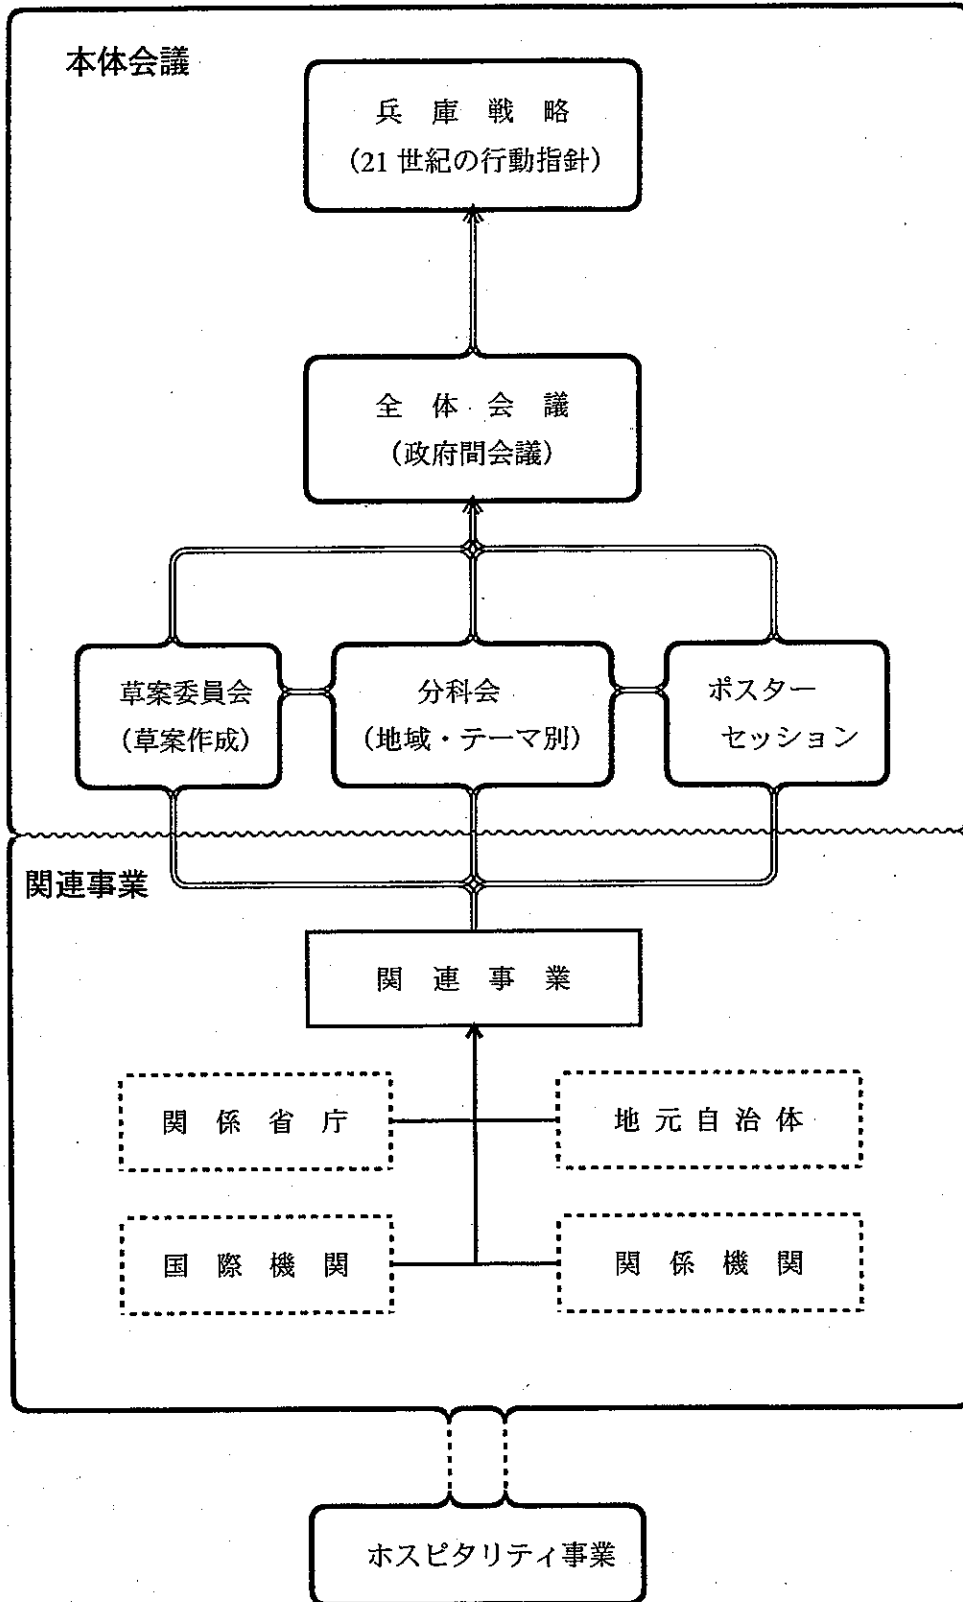 本体会議
兵庫戦略
(21世紀の行動指針)
全体会議
(政府間会議)
草案委員会
(草案作成)
分科会
(地域・テーマ別)
ポスター
セッション
関連事業
関連事業
関係省庁
地元自治体
国際機関
関係機関
ホスピタリティ事業